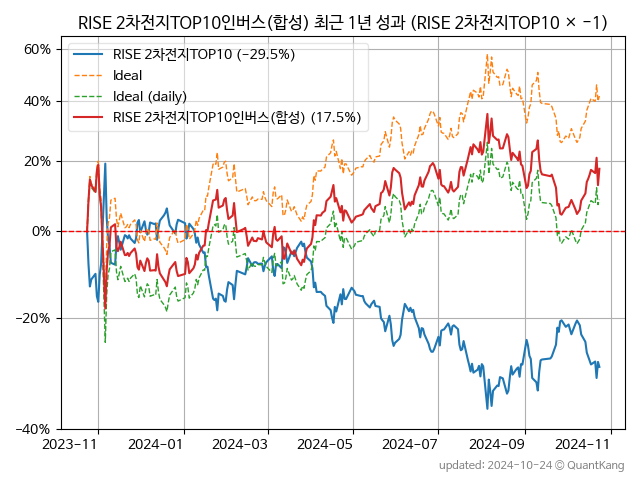 RISE 2차전지TOP10인버스(합성) 최근 1년 성과 (RISE 2차전지TOP10 × −1)
60%
40%
20%
0%
−20%
−40%
RISE 2차전지TOP10 (−29.5%)
Ideal
Ideal (daily)
RISE 2차전지TOP10인버스(합성) (17.5%)
2023−11
2024−01
2024−03
2024−05
2024−07
2024−09
2024−11
updated: 2024-10-24 © QuantKang